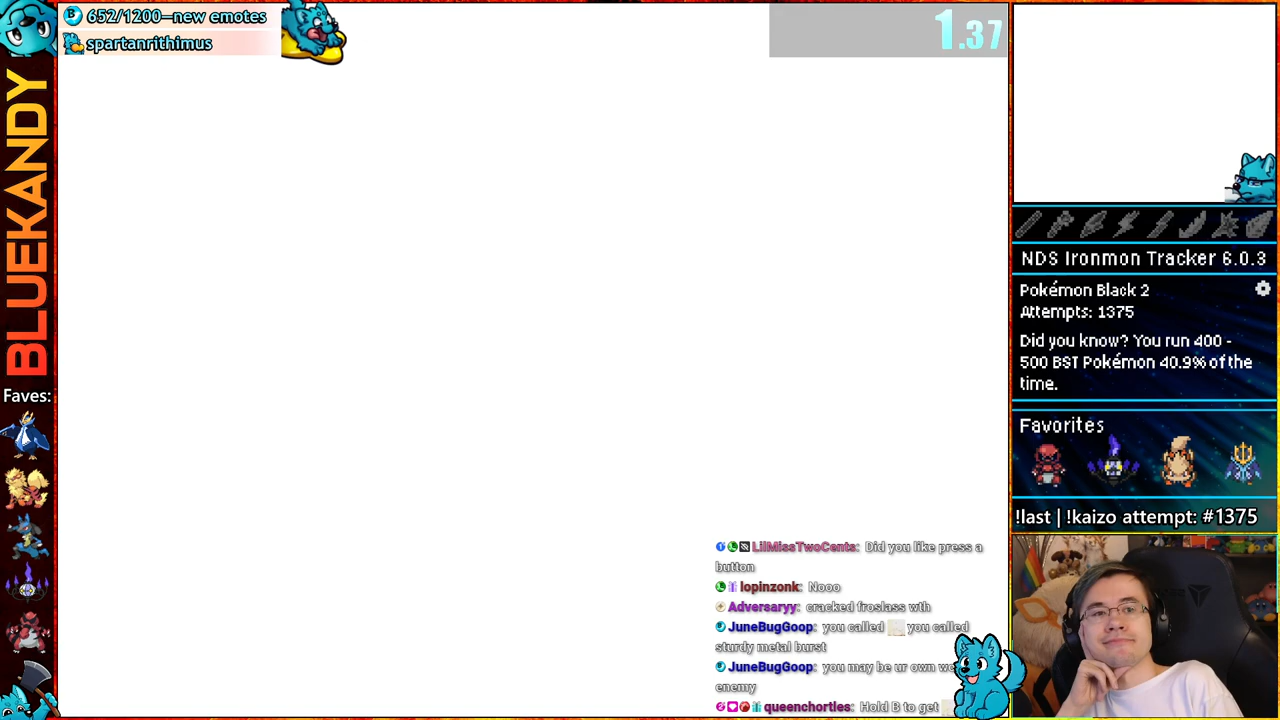 652/1200—new emotes
spartanrithimus
1.37
BLUEKANDY
Faves:
NDS Ironmon Tracker 6.0.3
Pokémon Black 2
Attempts: 1375
Did you know? You run 400 -
500 BST Pokémon 40.9% of the
time.
Favorites
!last | !kaizo attempt: #1375
LilMissTwoCents: Did you like press a
button
lopinzonk: Nooo
Adversaryy: cracked froslass wth
JuneBugGoop: you called you called
sturdy metal burst
JuneBugGoop: you may be ur own
enemy
queenchortles: Hold B to get